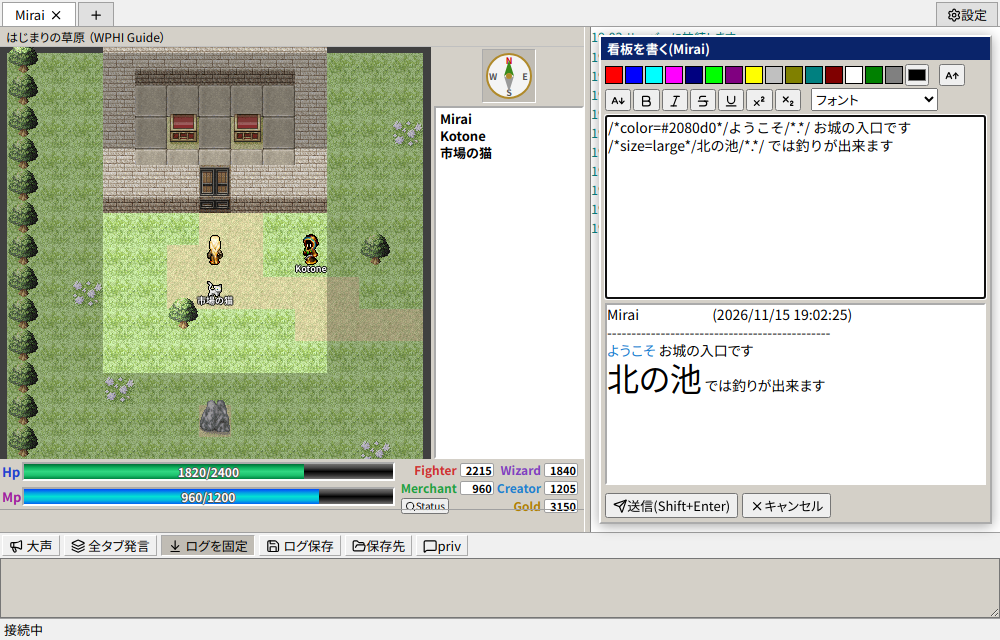 Mirai
設定
はじまりの草原 (WPHI Guide)
N
W E
S
Mirai
Kotone
市場の猫
Kotone
市場の猫
Hp 1820/2400
Mp 960/1200
Fighter 2215 Wizard 1840
Merchant 960 Creator 1205
Status Gold 3150
看板を書く(Mirai)
A
A B I S U x² x₂ フォント
/*color=#2080d0*/ようこそ/*.*/ お城の入口です
/*size=large*/北の池/*.*/ では釣りが出来ます
Mirai (2026/11/15 19:02:25)
----------------------------------------------
ようこそ お城の入口です
北の池 では釣りが出来ます
送信(Shift+Enter) キャンセル
大声 全タブ発言 ログを固定 ログ保存 保存先 priv
接続中